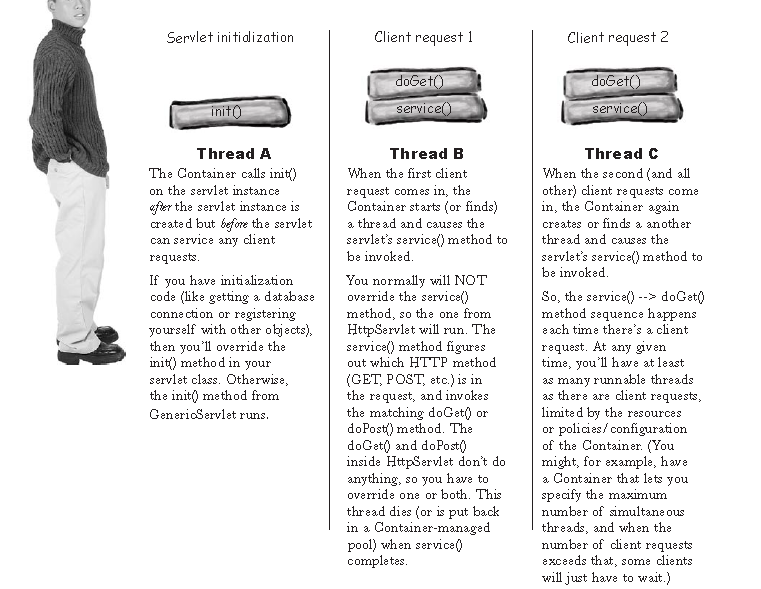 Servlet initialization
init()
Thread A
The Container calls init()
on the servlet instance
after the servlet instance is
created but before the servlet
can service any client
requests.
If you have initialization
code (like getting a database
connection or registering
yourself with other objects),
then you'll override the
init() method in your
servlet class. Otherwise,
the init() method from
GenericServlet runs.
Client request 1
doGet()
service()
Thread B
When the first client
request comes in, the
Container starts (or finds)
a thread and causes the
servlet's service() method to
be invoked.
You normally will NOT
override the service()
method, so the one from
HttpServlet will run. The
service() method figures
out which HTTP method
(GET, POST, etc.) is in
the request, and invokes
the matching doGet() or
doPost() method. The
doGet() and doPost()
inside HttpServlet don't do
anything, so you have to
override one or both. This
thread dies (or is put back
in a Container-managed
pool) when service()
completes.
Client request 2
doGet()
service()
Thread C
When the second (and all
other) client requests come
in, the Container again
creates or finds a another
thread and causes the
servlet's service() method to
be invoked.
So, the service() --> doGet()
method sequence happens
each time there's a client
request. At any given
time, you'll have at least
as many runnable threads
as there are client requests,
limited by the resources
or policies/configuration
of the Container. (You
might, for example, have
a Container that lets you
specify the maximum
number of simultaneous
threads, and when the
number of client requests
exceeds that, some clients
will just have to wait.)